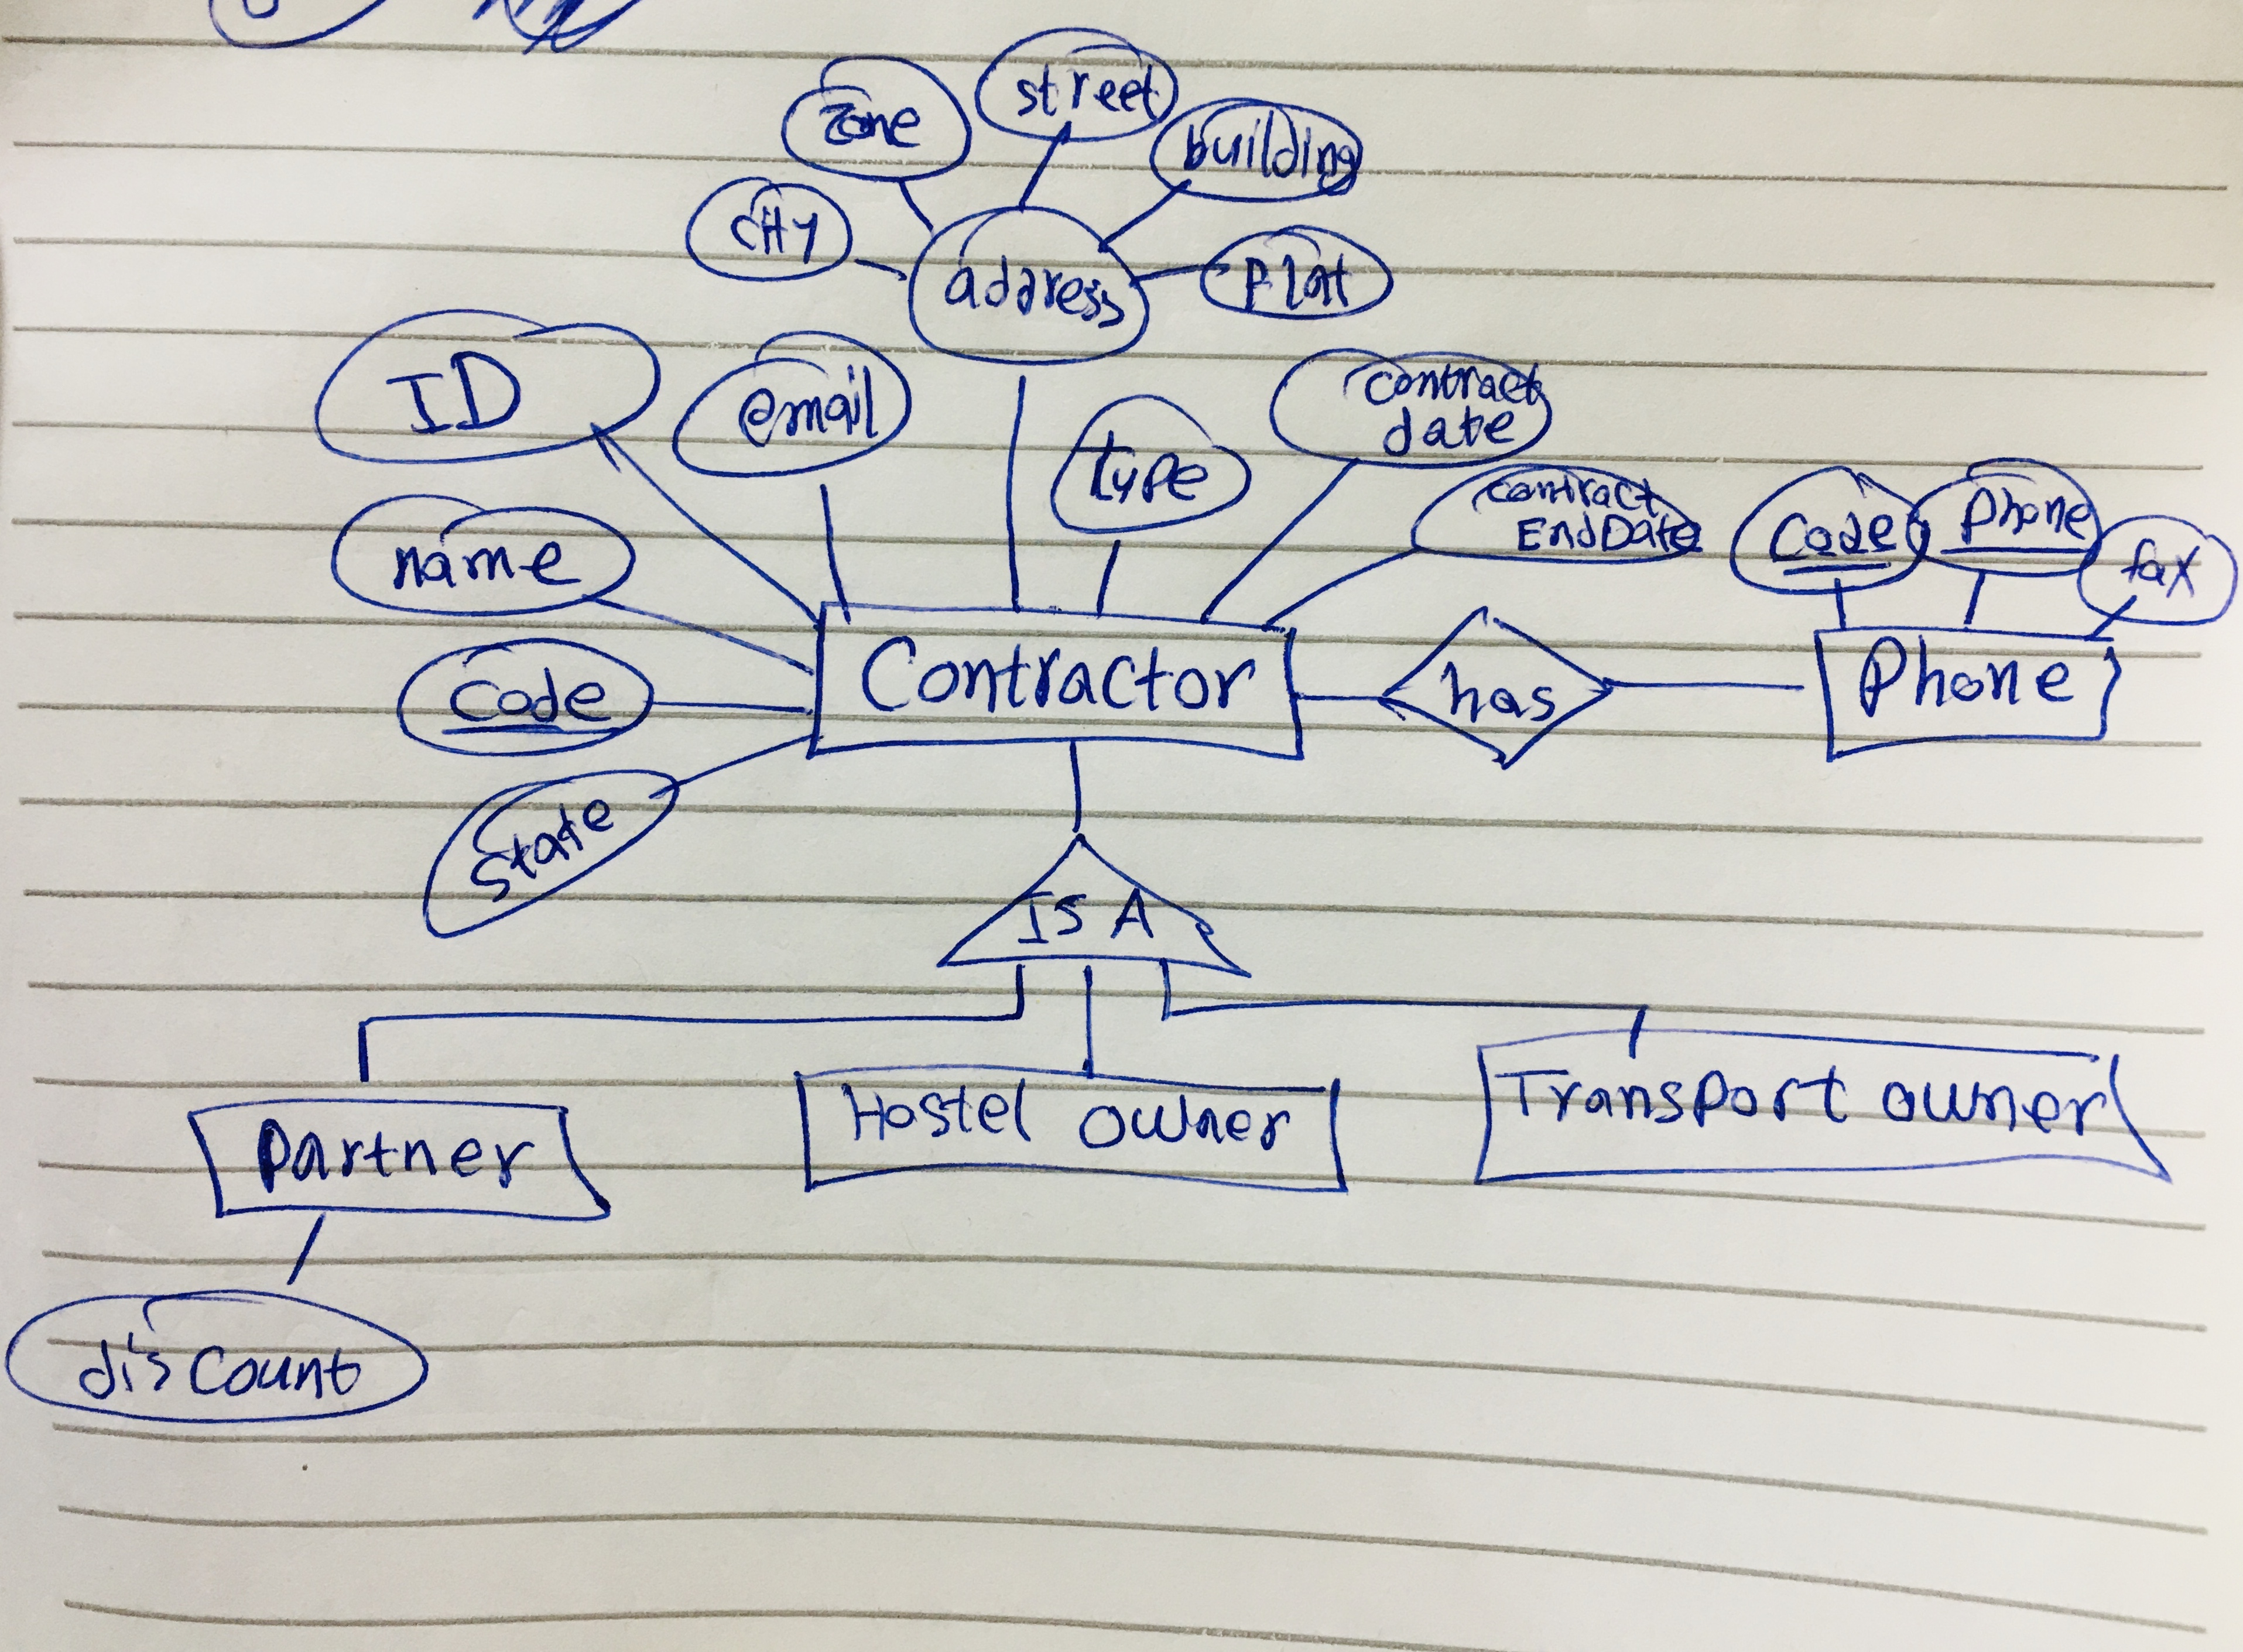 street
zone
building
city
address
Plat
ID
email
contract
date
type
contract
EndDate
Code
Phone
fax
name
Contractor
has
Phone
Code
state
IS A
Partner
Hostel owner
Transport owner
discount